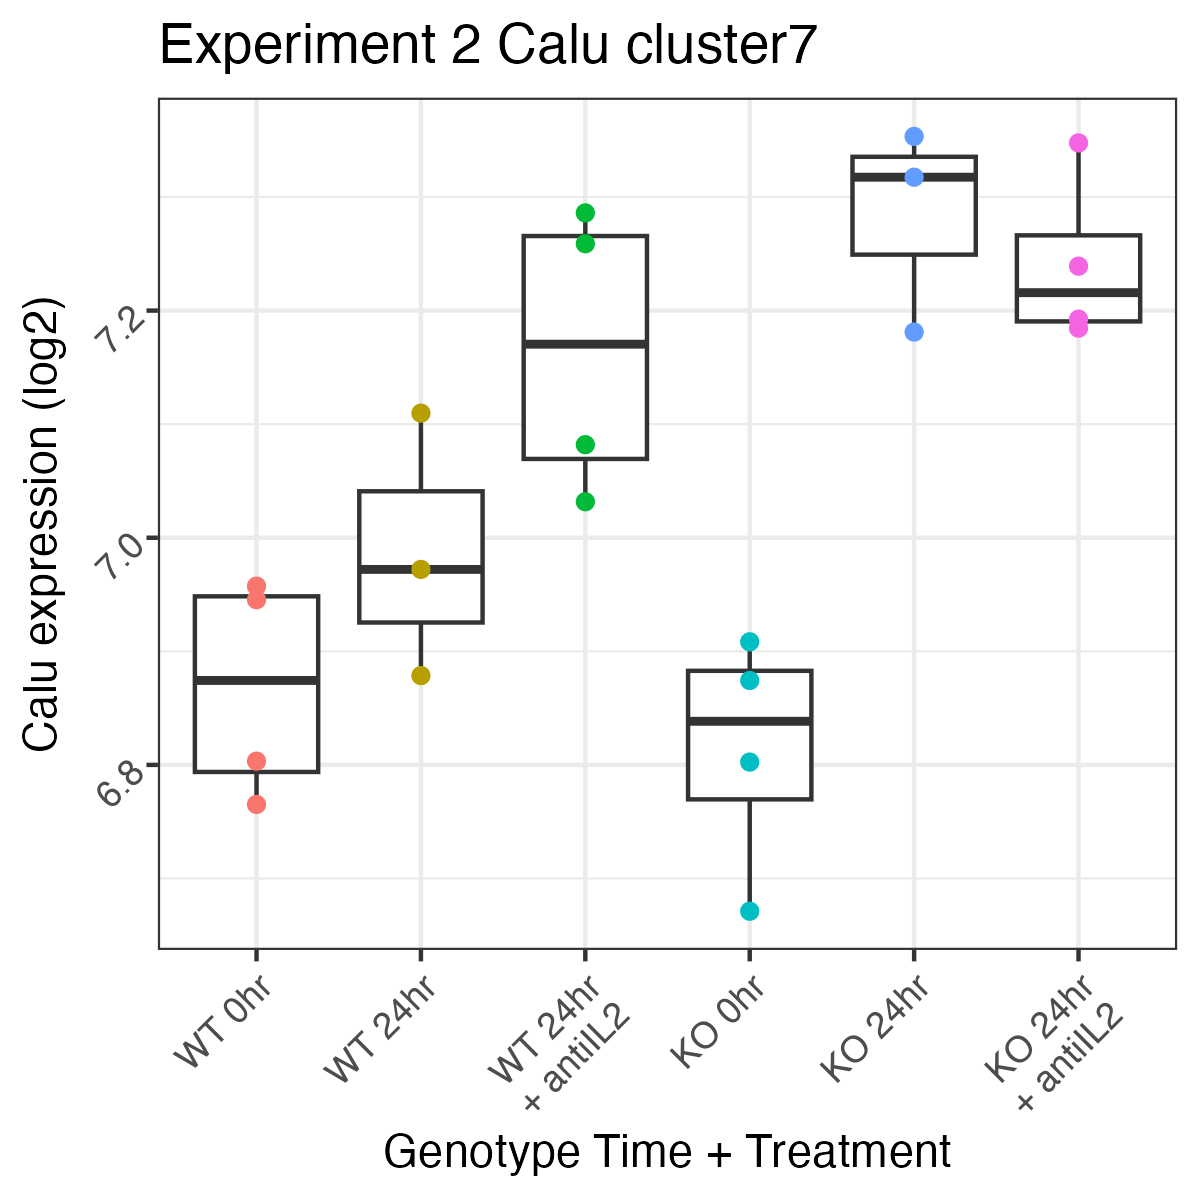 Experiment 2 Calu cluster7
Calu expression (log2)
7.2
7.0
6.8
WT 0hr
WT 24hr
WT 24hr
+ antiIL2
KO 0hr
KO 24hr
KO 24hr
+ antiIL2
Genotype Time + Treatment